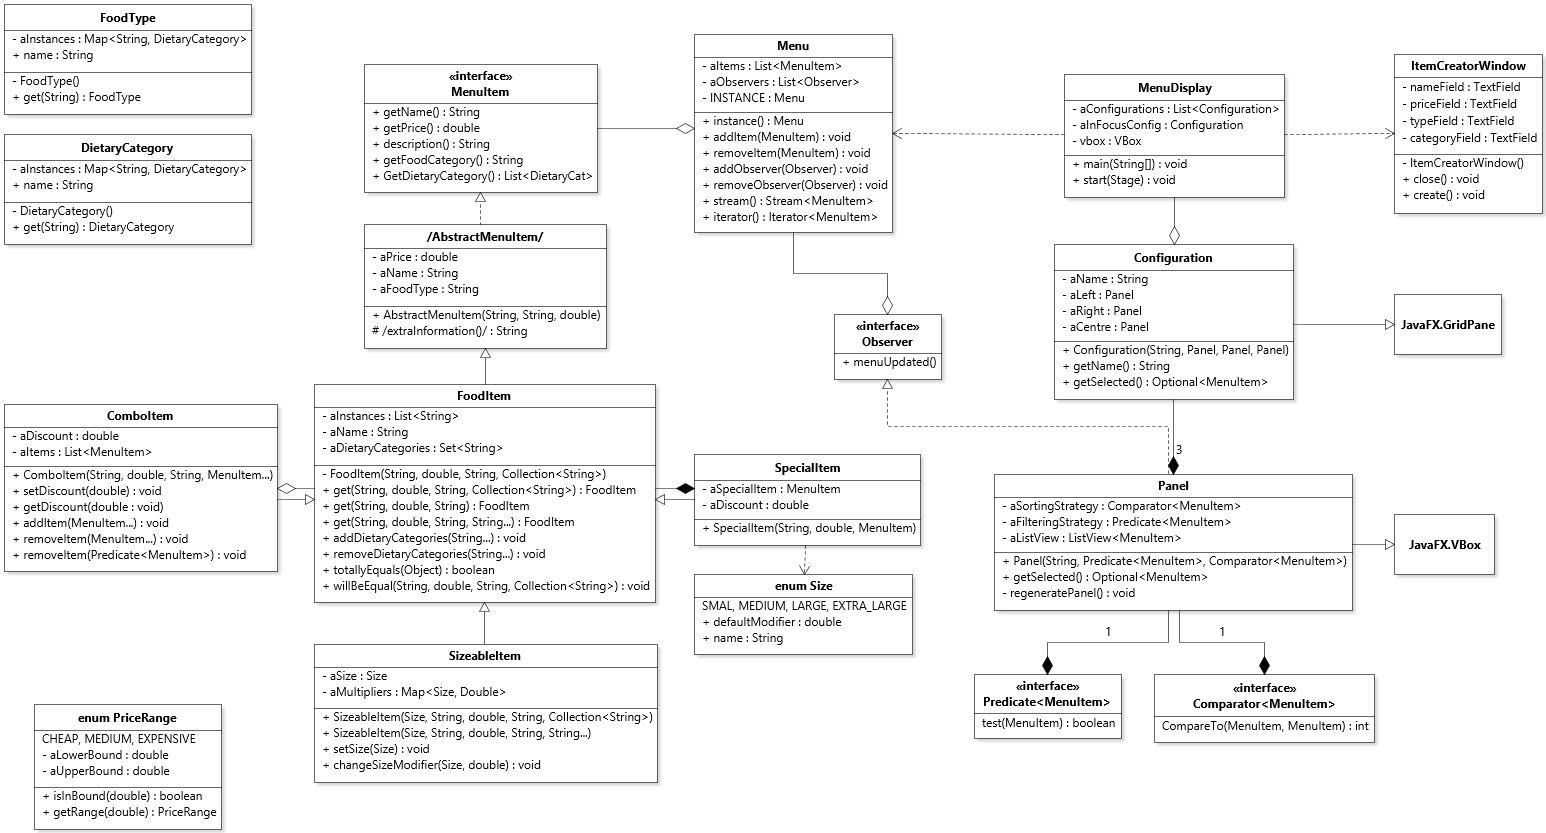 FoodType
- aInstances : Map<String, DietaryCategory>
+ name : String
- FoodType()
+ get(String) : FoodType
DietaryCategory
- aInstances : Map<String, DietaryCategory>
+ name : String
- DietaryCategory()
+ get(String) : DietaryCategory
«interface»
MenuItem
+ getName() : String
+ getPrice() : double
+ description() : String
+ getFoodCategory() : String
+ GetDietaryCategory() : List<DietaryCat>
Menu
- aItems : List<MenuItem>
- aObservers : List<Observer>
- INSTANCE : Menu
+ instance() : Menu
+ addItem(MenuItem) : void
+ removeItem(MenuItem) : void
+ addObserver(Observer) : void
+ removeObserver(Observer) : void
+ stream() : Stream<MenuItem>
+ iterator() : Iterator<MenuItem>
MenuDisplay
- aConfigurations : List<Configuration>
- aInFocusConfig : Configuration
- vbox : VBox
+ main(String[]) : void
+ start(Stage) : void
ItemCreatorWindow
- nameField : TextField
- priceField : TextField
- typeField : TextField
- categoryField : TextField
- ItemCreatorWindow()
+ close() : void
+ create() : void
/AbstractMenuItem/
- aPrice : double
- aName : String
- aFoodType : String
+ AbstractMenuItem(String, String, double)
# /extraInformation()/ : String
«interface»
Observer
+ menuUpdated()
Configuration
- aName : String
- aLeft : Panel
- aRight : Panel
- aCentre : Panel
+ Configuration(String, Panel, Panel, Panel)
+ getName() : String
+ getSelected() : Optional<MenuItem>
JavaFX.GridPane
ComboItem
- aDiscount : double
- aItems : List<MenuItem>
+ ComboItem(String, double, String, MenuItem...)
+ setDiscount(double) : void
+ getDiscount(double : void)
+ addItem(MenuItem...) : void
+ removeItem(MenuItem...) : void
+ removeItem(Predicate<MenuItem>) : void
FoodItem
- aInstances : List<String>
- aName : String
- aDietaryCategories : Set<String>
- FoodItem(String, double, String, Collection<String>)
+ get(String, double, String, Collection<String>) : FoodItem
+ get(String, double, String) : FoodItem
+ get(String, double, String, String...) : FoodItem
+ addDietaryCategories(String...) : void
+ removeDietaryCategories(String...) : void
+ totallyEquals(Object) : boolean
+ willBeEqual(String, double, String, Collection<String>) : void
SpecialItem
- aSpecialItem : MenuItem
- aDiscount : double
+ SpecialItem(String, double, MenuItem)
3
Panel
- aSortingStrategy : Comparator<MenuItem>
- aFilteringStrategy : Predicate<MenuItem>
- aListView : ListView<MenuItem>
+ Panel(String, Predicate<MenuItem>, Comparator<MenuItem>)
+ getSelected() : Optional<MenuItem>
- regeneratePanel() : void
JavaFX.VBox
enum Size
SMAL, MEDIUM, LARGE, EXTRA_LARGE
+ defaultModifier : double
+ name : String
1
1
SizeableItem
- aSize : Size
- aMultipliers : Map<Size, Double>
+ SizeableItem(Size, String, double, String, Collection<String>)
+ SizeableItem(Size, String, double, String, String...)
+ setSize(Size) : void
+ changeSizeModifier(Size, double) : void
«interface»
Predicate<MenuItem>
test(MenuItem) : boolean
«interface»
Comparator<MenuItem>
CompareTo(MenuItem, MenuItem) : int
enum PriceRange
CHEAP, MEDIUM, EXPENSIVE
- aLowerBound : double
- aUpperBound : double
+ isInBound(double) : boolean
+ getRange(double) : PriceRange